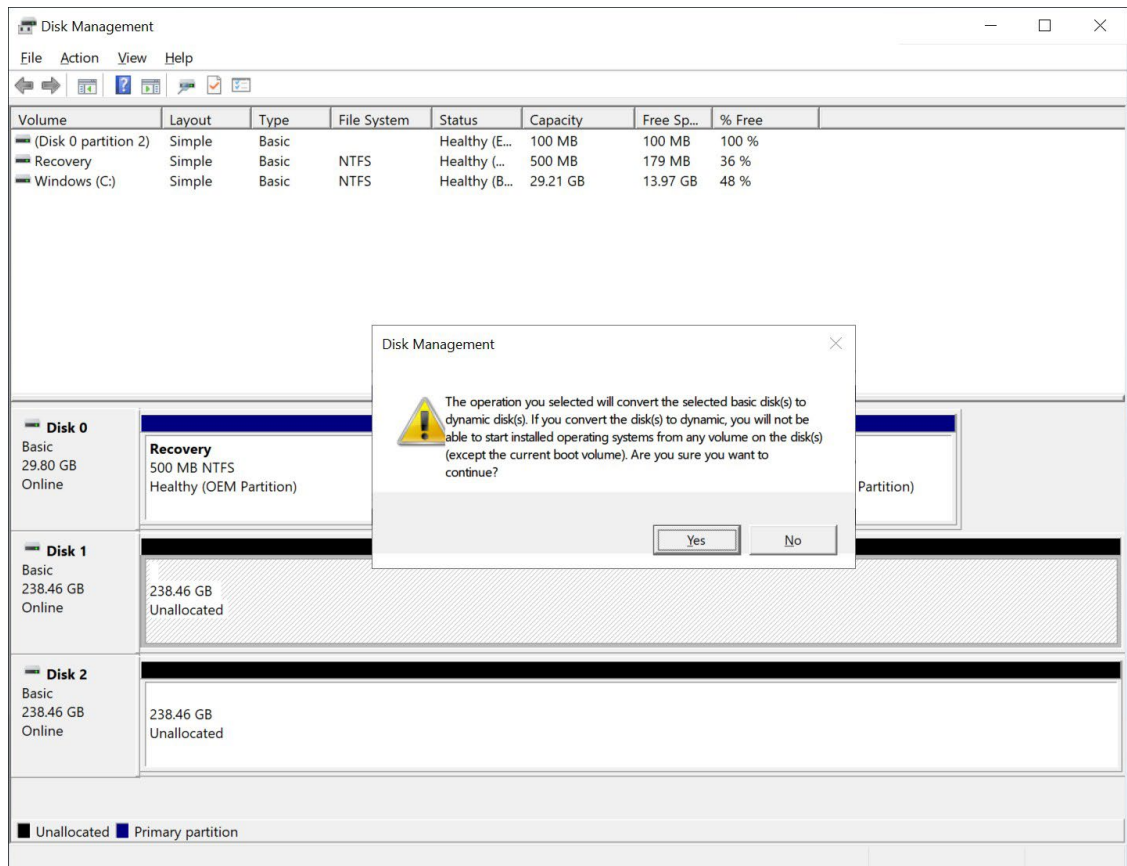 Disk Management
File Action View Help
Volume Layout Type File System Status Capacity Free Sp... % Free
(Disk 0 partition 2) Simple Basic Healthy (E... 100 MB 100 MB 100 %
Recovery Simple Basic NTFS Healthy (... 500 MB 179 MB 36 %
Windows (C:) Simple Basic NTFS Healthy (B... 29.21 GB 13.97 GB 48 %
Disk Management
The operation you selected will convert the selected basic disk(s) to
dynamic disk(s). If you convert the disk(s) to dynamic, you will not be
able to start installed operating systems from any volume on the disk(s)
(except the current boot volume). Are you sure you want to
continue?
Yes No
Disk 0
Basic
29.80 GB
Online
Recovery
500 MB NTFS
Healthy (OEM Partition)
Partition)
Disk 1
Basic
238.46 GB
Online
238.46 GB
Unallocated
Disk 2
Basic
238.46 GB
Online
238.46 GB
Unallocated
Unallocated Primary partition